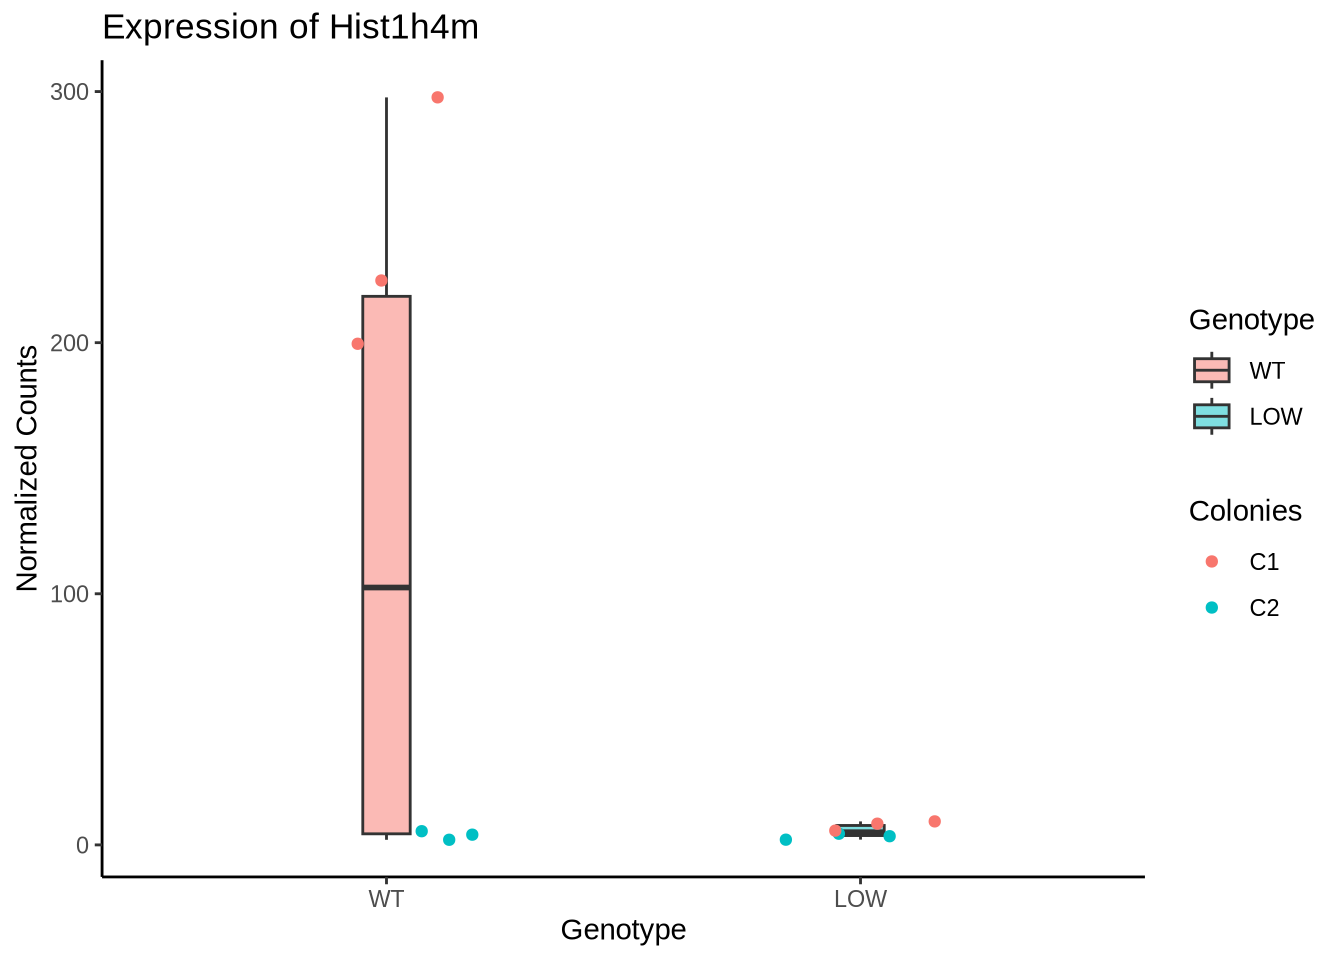 Expression of Hist1h4m
Normalized Counts
300
200
100
0
WT
LOW
Genotype
Genotype
WT
LOW
Colonies
C1
C2